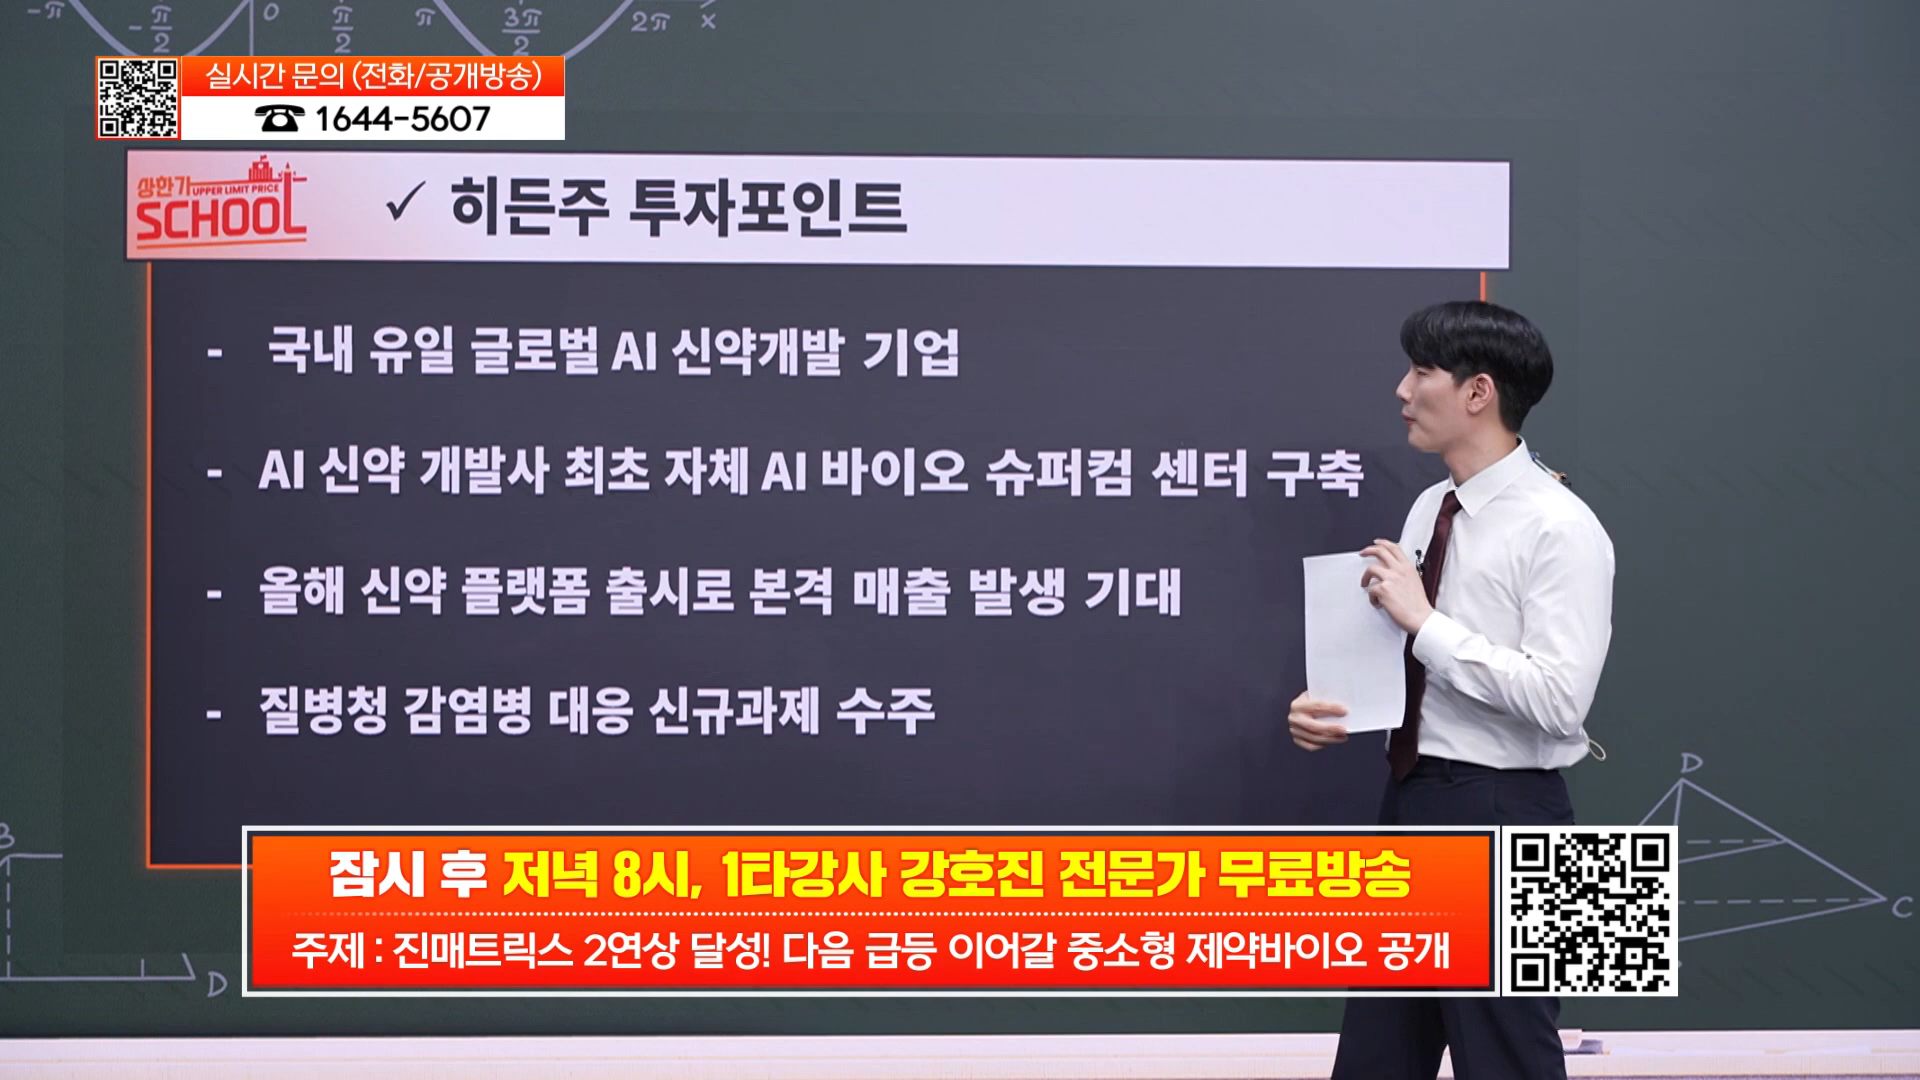 -π
-π/2
0
π/2
π
3π/2
2π
x
실시간 문의 (전화/공개방송)
☎ 1644-5607
상한가 UPPER LIMIT PRICE
SCHOOL
✓ 히든주 투자포인트
- 국내 유일 글로벌 AI 신약개발 기업
- AI 신약 개발사 최초 자체 AI 바이오 슈퍼컴 센터 구축
- 올해 신약 플랫폼 출시로 본격 매출 발생 기대
- 질병청 감염병 대응 신규과제 수주
D
B
C
D
잠시 후 저녁 8시, 1타강사 강호진 전문가 무료방송
주제 : 진매트릭스 2연상 달성! 다음 급등 이어갈 중소형 제약바이오 공개